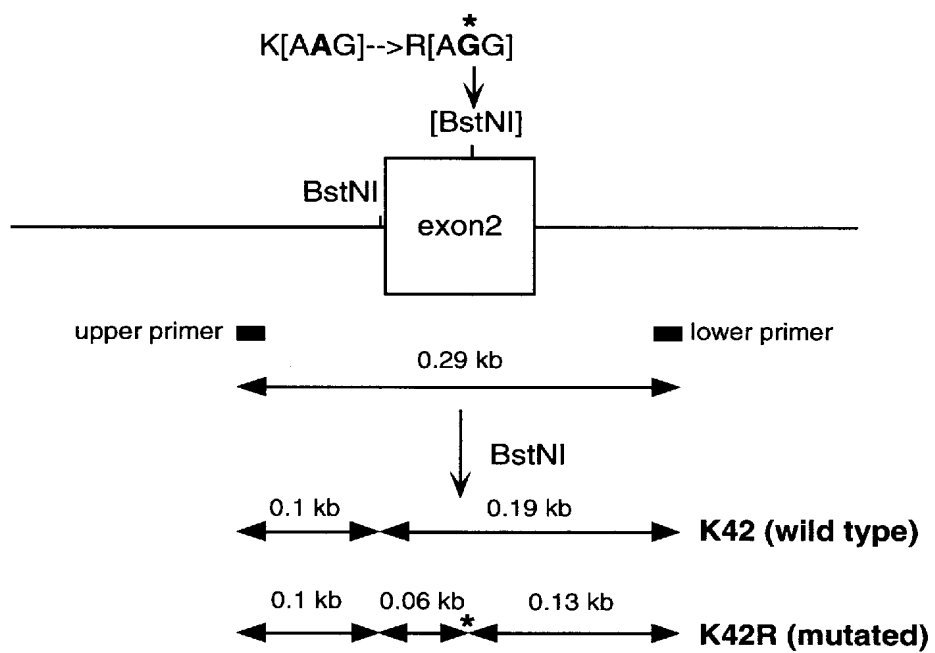 *
K[AAG]-->R[AGG]
[BstNI]
BstNI
exon2
upper primer
lower primer
0.29 kb
BstNI
0.1 kb 0.19 kb
K42 (wild type)
0.1 kb 0.06 kb 0.13 kb
*
K42R (mutated)